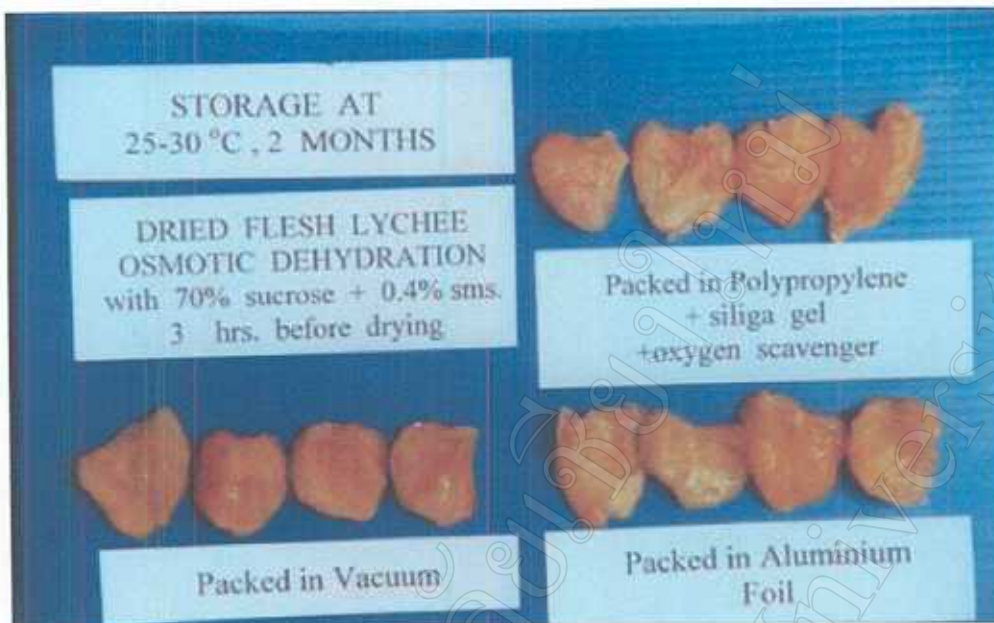 STORAGE AT
25-30 °C , 2 MONTHS
DRIED FLESH LYCHEE
OSMOTIC DEHYDRATION
with 70% sucrose + 0.4% sms.
3 hrs. before drying
Packed in Polypropylene
+ siliga gel
+oxygen scavenger
Packed in Vacuum
Packed in Aluminium
Foil